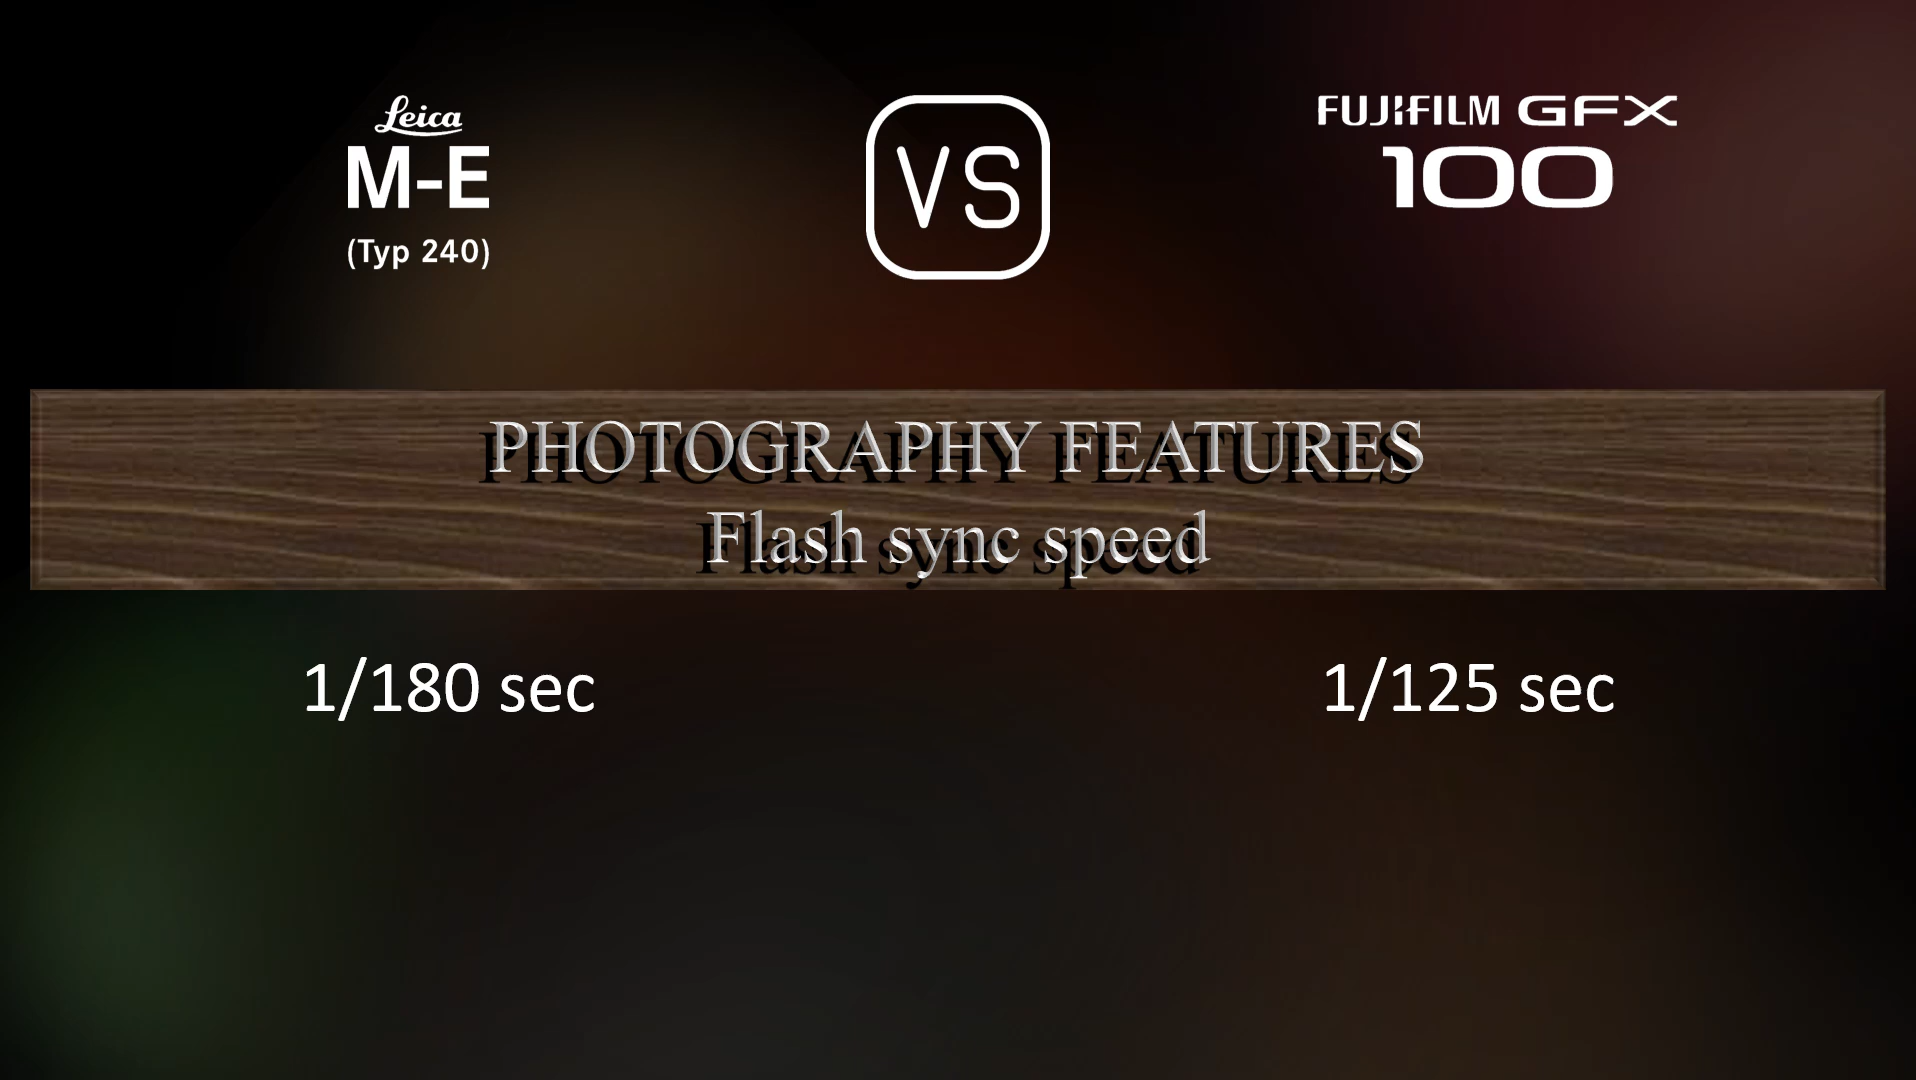 Leica
M-E
(Typ 240)
VS
FUJIFILM GFX
100
PHOTOGRAPHY FEATURES
Flash sync speed
1/180 sec
1/125 sec